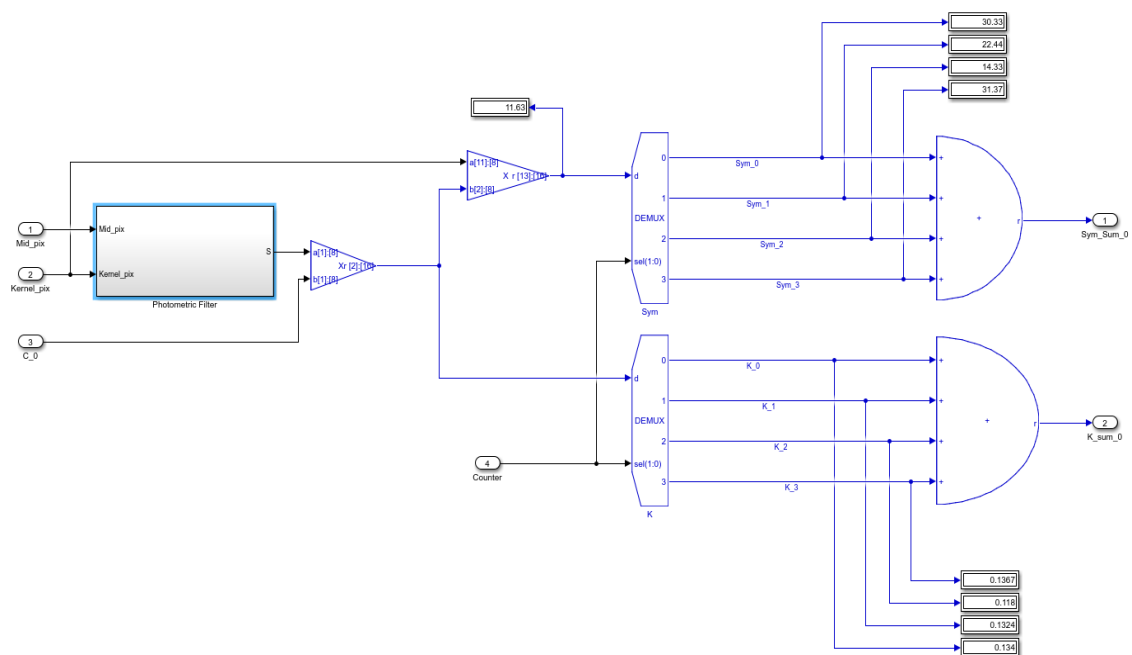 30.33
22.44
14.33
31.37
11.63
a[11]:[8]
X r [13]:[16]
b[2]:[8]
0
Sym_0
+
d
1
Sym_1
+
DEMUX
+
r
1
Sym_Sum_0
2
Sym_2
+
sel(1:0)
3
Sym_3
+
Sym
1
Mid_pix
Mid_pix
S
2
Kernel_pix
Kernel_pix
Photometric Filter
a[1]:[8]
Xr [2]:[16]
b[1]:[8]
3
C_0
0
K_0
+
d
1
K_1
+
DEMUX
+
r
2
K_sum_0
2
K_2
+
4
Counter
sel(1:0)
3
K_3
+
K
0.1367
0.118
0.1324
0.134